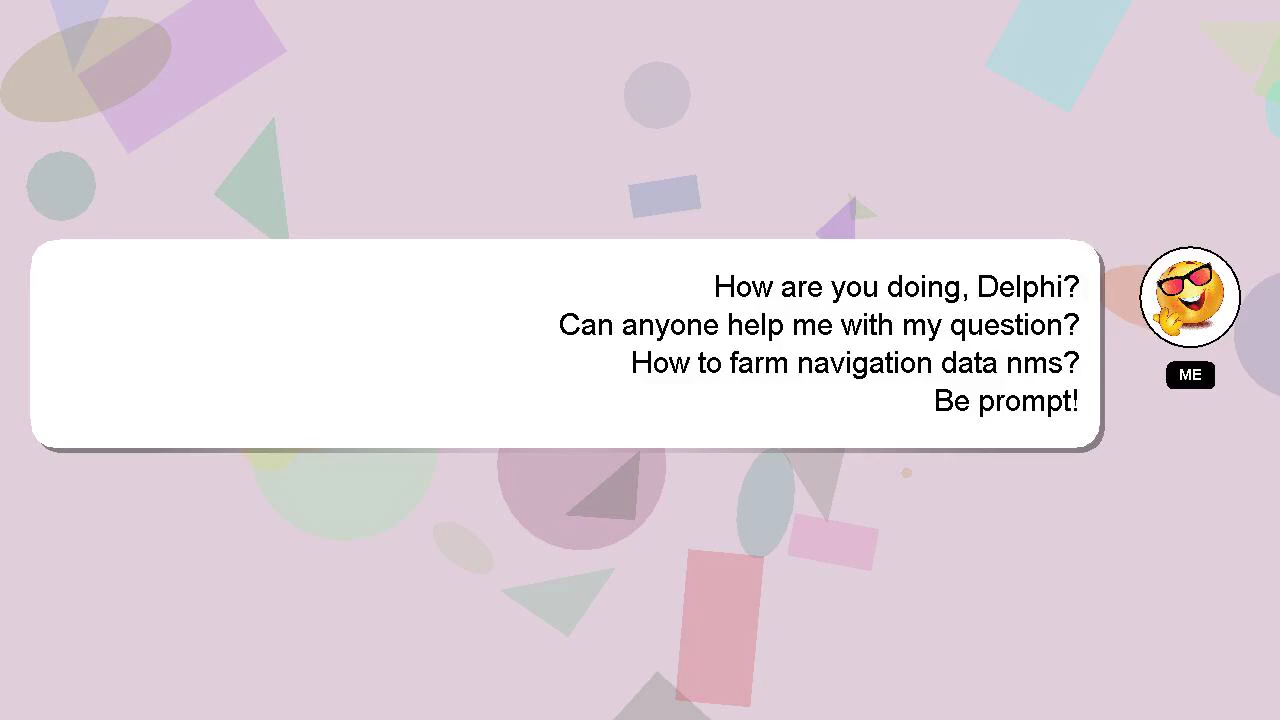 How are you doing, Delphi?
Can anyone help me with my question?
How to farm navigation data nms?
Be prompt!
ME